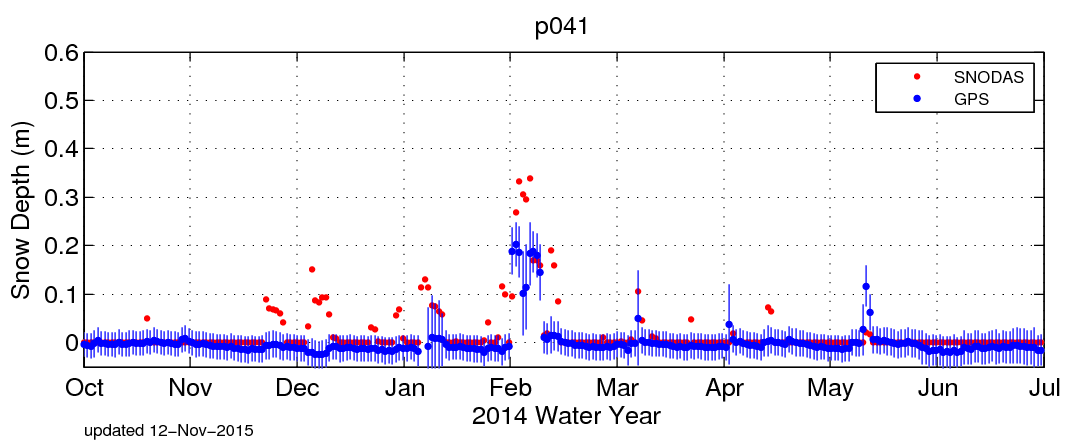 p041
0.6
0.5
0.4
0.3
0.2
0.1
0
Snow Depth (m)
SNODAS
GPS
Oct Nov Dec Jan Feb Mar Apr May Jun Jul
2014 Water Year
updated 12−Nov−2015